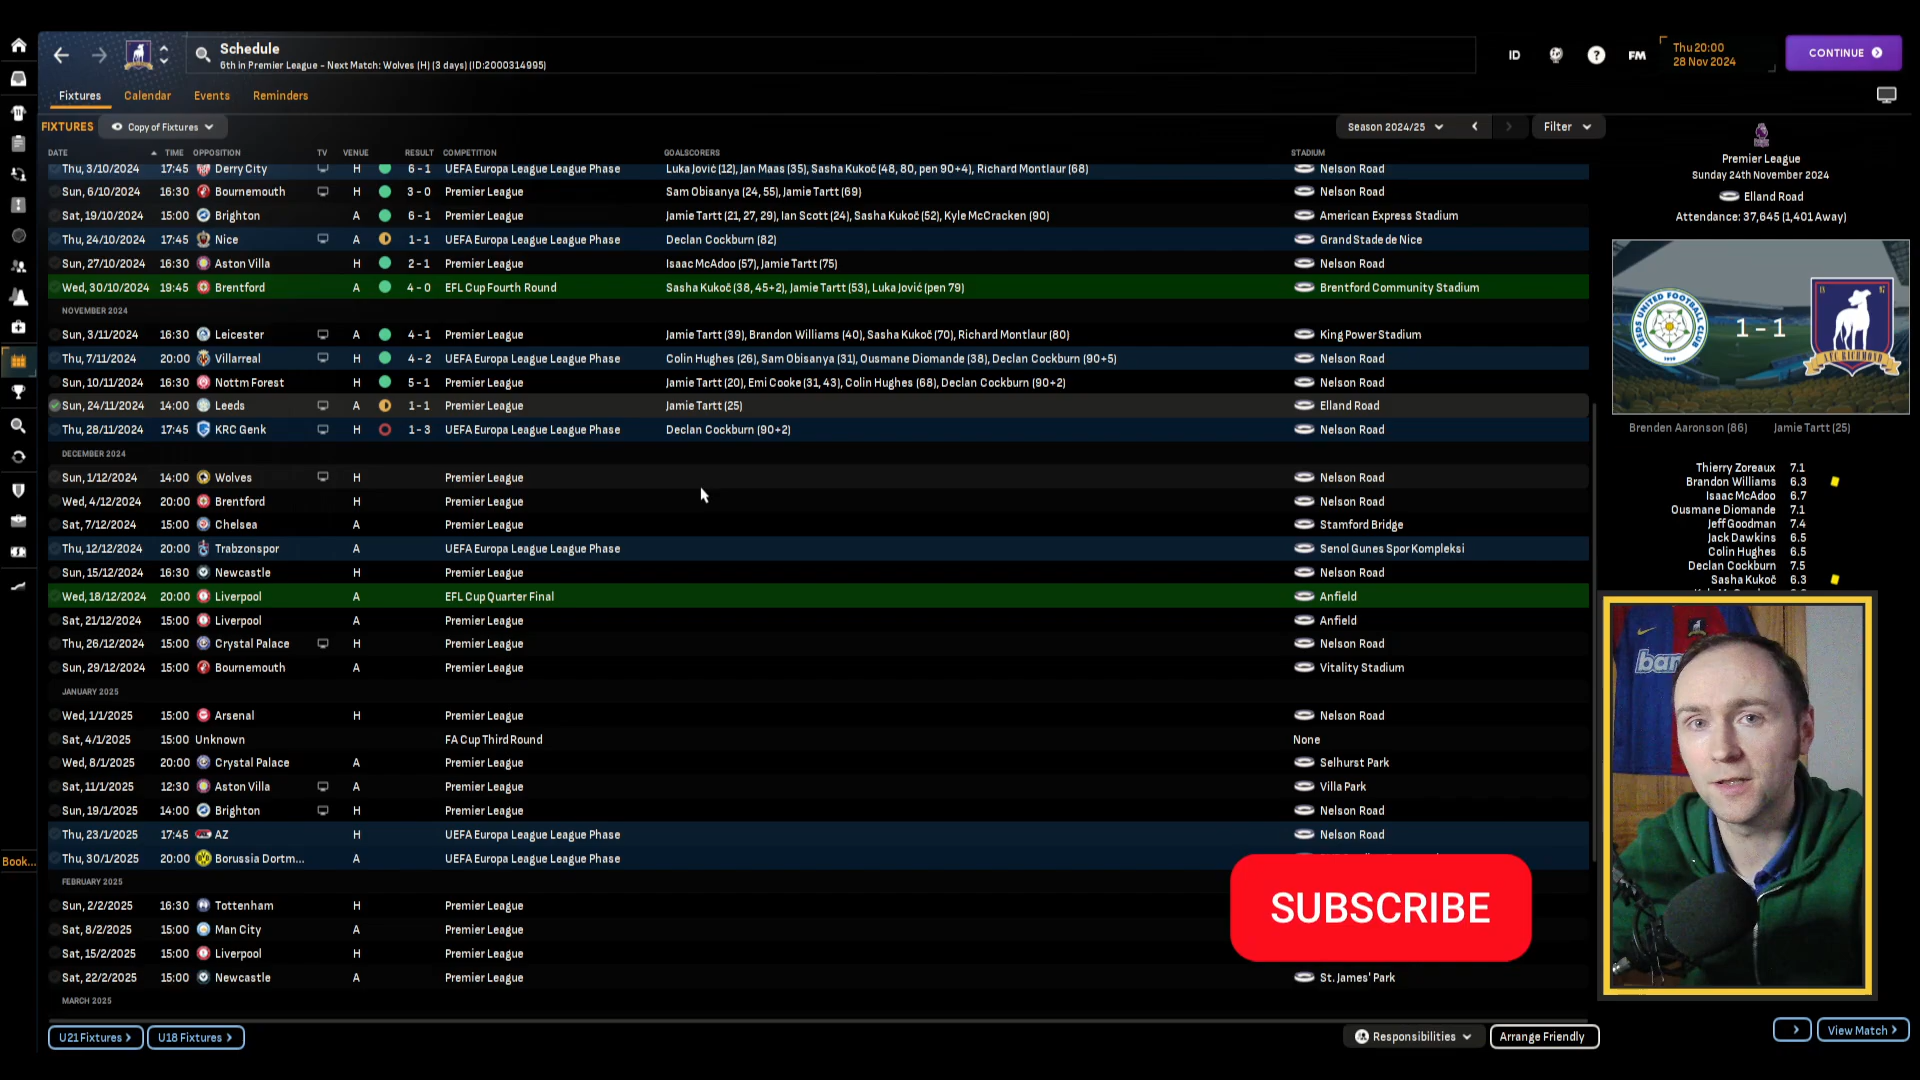 Schedule
6th in Premier League - Next Match: Wolves (H) (3 days) (ID:2000314995)
ID
FM
Thu 20:00
28 Nov 2024
CONTINUE
Fixtures Calendar Events Reminders
FIXTURES Copy of Fixtures Season 2024/25 Filter
DATE TIME OPPOSITION TV VENUE RESULT COMPETITION GOALSCORERS STADIUM
Thu, 3/10/2024 17:45 Derry City H 6 - 1 UEFA Europa League League Phase Luka Jović (12), Jan Maas (35), Sasha Kukoč (48, 80, pen 90+4), Richard Montlaur (68) Nelson Road
Sun, 6/10/2024 16:30 Bournemouth H 3 - 0 Premier League Sam Obisanya (24, 55), Jamie Tartt (69) Nelson Road
Sat, 19/10/2024 15:00 Brighton A 6 - 1 Premier League Jamie Tartt (21, 27, 29), Ian Scott (24), Sasha Kukoč (52), Kyle McCracken (90) American Express Stadium
Thu, 24/10/2024 17:45 Nice A 1 - 1 UEFA Europa League League Phase Declan Cockburn (82) Grand Stade de Nice
Sun, 27/10/2024 16:30 Aston Villa H 2 - 1 Premier League Isaac McAdoo (57), Jamie Tartt (75) Nelson Road
Wed, 30/10/2024 19:45 Brentford A 4 - 0 EFL Cup Fourth Round Sasha Kukoč (38, 45+2), Jamie Tartt (53), Luka Jović (pen 79) Brentford Community Stadium
NOVEMBER 2024
Sun, 3/11/2024 16:30 Leicester A 4 - 1 Premier League Jamie Tartt (39), Brandon Williams (40), Sasha Kukoč (70), Richard Montlaur (80) King Power Stadium
Thu, 7/11/2024 20:00 Villarreal H 4 - 2 UEFA Europa League League Phase Colin Hughes (26), Sam Obisanya (31), Ousmane Diomande (38), Declan Cockburn (90+5) Nelson Road
Sun, 10/11/2024 16:30 Nottm Forest H 5 - 1 Premier League Jamie Tartt (20), Emi Cooke (31, 43), Colin Hughes (68), Declan Cockburn (90+2) Nelson Road
Sun, 24/11/2024 14:00 Leeds A 1 - 1 Premier League Jamie Tartt (25) Elland Road
Thu, 28/11/2024 17:45 KRC Genk H 1 - 3 UEFA Europa League League Phase Declan Cockburn (90+2) Nelson Road
DECEMBER 2024
Sun, 1/12/2024 14:00 Wolves H Premier League Nelson Road
Wed, 4/12/2024 20:00 Brentford H Premier League Nelson Road
Sat, 7/12/2024 15:00 Chelsea A Premier League Stamford Bridge
Thu, 12/12/2024 20:00 Trabzonspor A UEFA Europa League League Phase Senol Gunes Spor Kompleksi
Sun, 15/12/2024 16:30 Newcastle H Premier League Nelson Road
Wed, 18/12/2024 20:00 Liverpool A EFL Cup Quarter Final Anfield
Sat, 21/12/2024 15:00 Liverpool A Premier League Anfield
Thu, 26/12/2024 15:00 Crystal Palace H Premier League Nelson Road
Sun, 29/12/2024 15:00 Bournemouth A Premier League Vitality Stadium
JANUARY 2025
Wed, 1/1/2025 15:00 Arsenal H Premier League Nelson Road
Sat, 4/1/2025 15:00 Unknown FA Cup Third Round None
Wed, 8/1/2025 20:00 Crystal Palace A Premier League Selhurst Park
Sat, 11/1/2025 12:30 Aston Villa A Premier League Villa Park
Sun, 19/1/2025 14:00 Brighton H Premier League Nelson Road
Thu, 23/1/2025 17:45 AZ H UEFA Europa League League Phase Nelson Road
Thu, 30/1/2025 20:00 Borussia Dortm... A UEFA Europa League League Phase
FEBRUARY 2025
Sun, 2/2/2025 16:30 Tottenham H Premier League
Sat, 8/2/2025 15:00 Man City A Premier League
Sat, 15/2/2025 15:00 Liverpool H Premier League
Sat, 22/2/2025 15:00 Newcastle A Premier League St. James' Park
MARCH 2025
U21 Fixtures U18 Fixtures Responsibilities Arrange Friendly
Book...
Premier League
Sunday 24th November 2024
Elland Road
Attendance: 37,645 (1,401 Away)
LEEDS UNITED FOOTBALL CLUB
1 - 1
AFC RICHMOND
Brenden Aaronson (86) Jamie Tartt (25)
Thierry Zoreaux 7.1
Brandon Williams 6.3
Isaac McAdoo 6.7
Ousmane Diomande 7.1
Jeff Goodman 7.4
Jack Dawkins 6.5
Colin Hughes 6.5
Declan Cockburn 7.5
Sasha Kukoč 6.3
SUBSCRIBE
View Match